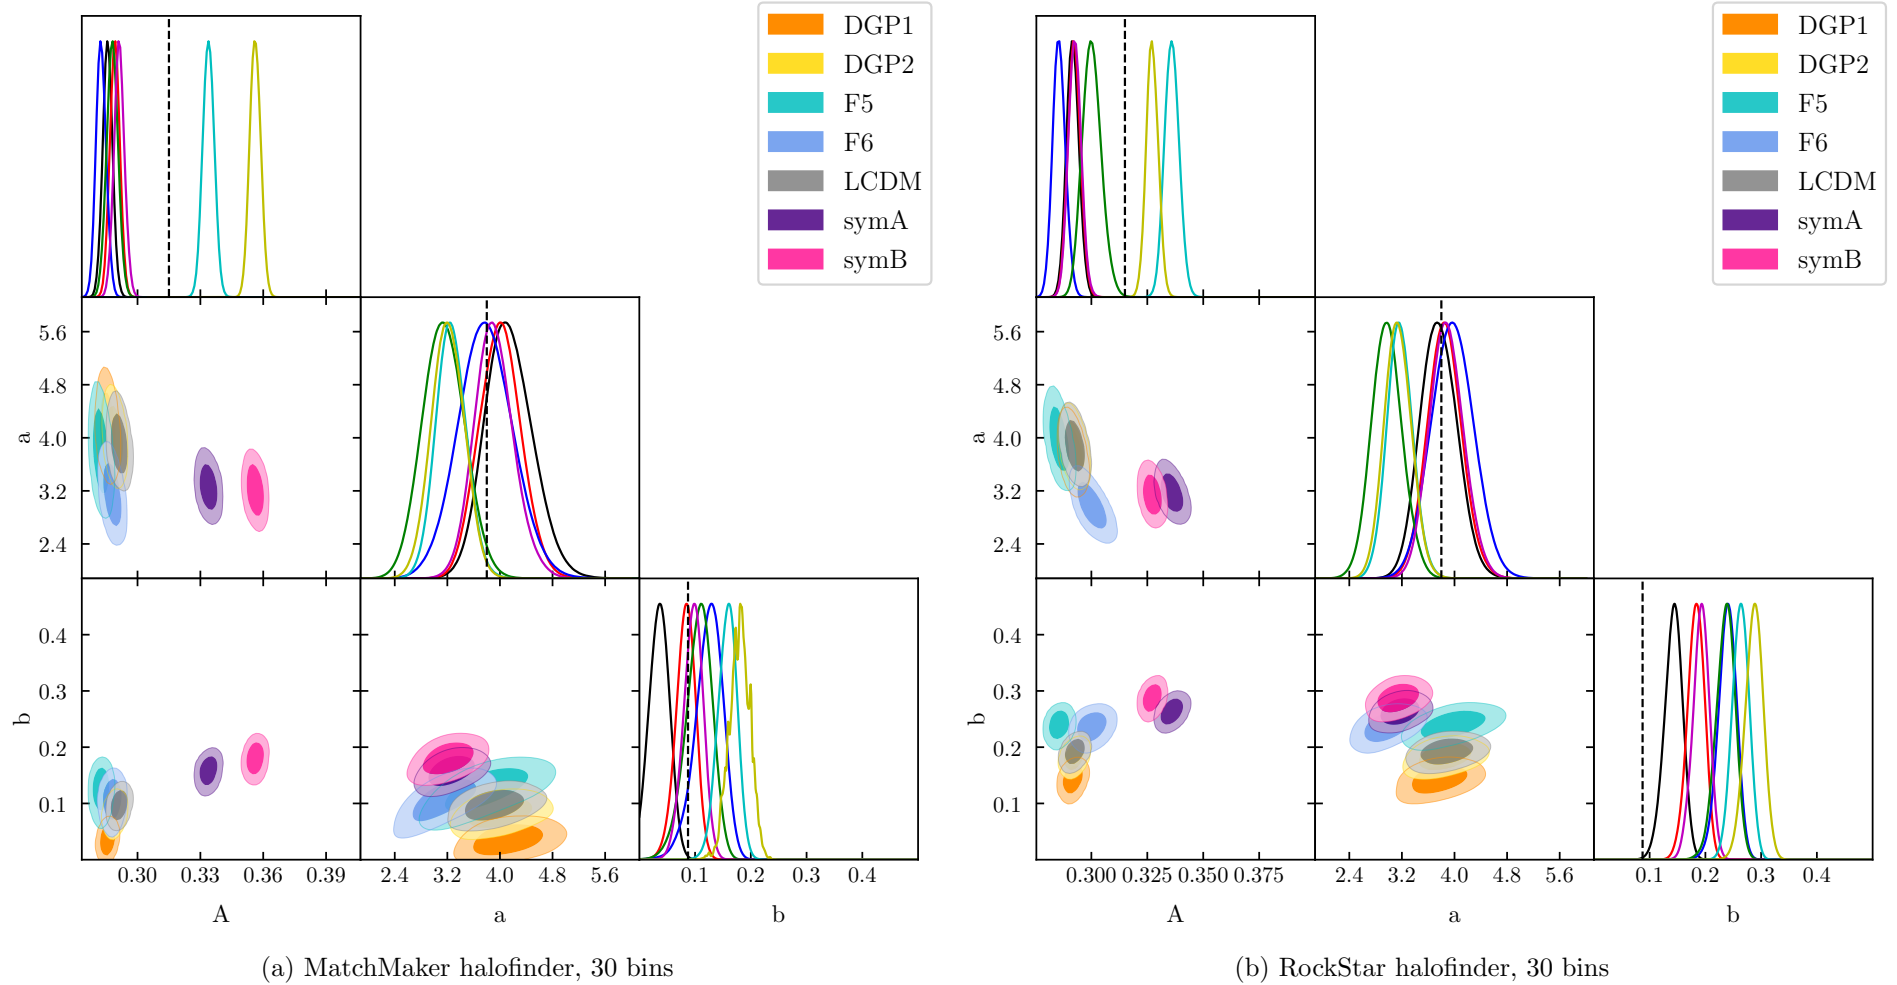 DGP1
DGP2
F5
F6
LCDM
symA
symB
5.6
4.8
4.0
3.2
2.4
a
0.4
0.3
0.2
0.1
b
0.30 0.33 0.36 0.39
A
2.4 3.2 4.0 4.8 5.6
a
0.1 0.2 0.3 0.4
b
(a) MatchMaker halofinder, 30 bins
DGP1
DGP2
F5
F6
LCDM
symA
symB
5.6
4.8
4.0
3.2
2.4
a
0.4
0.3
0.2
0.1
b
0.300 0.325 0.350 0.375
A
2.4 3.2 4.0 4.8 5.6
a
0.1 0.2 0.3 0.4
b
(b) RockStar halofinder, 30 bins